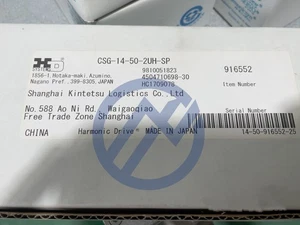 CSG-14-50-2UH-SP
9810051823
4504710698-30
HCI709078
916552
Item Number
1856-1, Hotaka-maki, Azumino,
Nagano Pref., 399-8305, JAPAN
Shanghai Kintetsu Logistics Co.,Ltd
No.588 Ao Ni Rd. Waigaoqiao
Free Trade Zone Shanghai
Serial Number
CHINA
Harmonic Drive® MADE IN JAPAN
14-50-916552-25